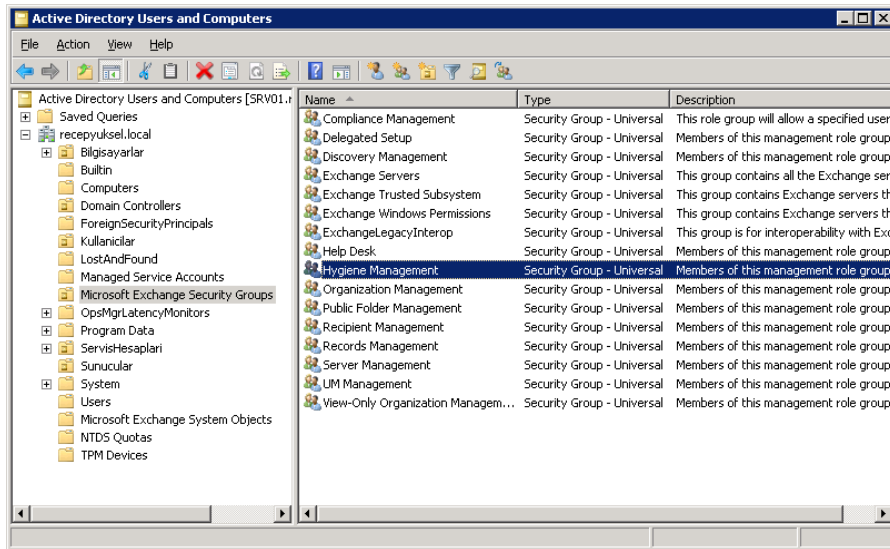 Active Directory Users and Computers
File Action View Help
Active Directory Users and Computers [SRV01.r
Saved Queries
recepyuksel.local
Bilgisayarlar
Builtin
Computers
Domain Controllers
ForeignSecurityPrincipals
Kullanicilar
LostAndFound
Managed Service Accounts
Microsoft Exchange Security Groups
OpsMgrLatencyMonitors
Program Data
ServisHesaplari
Sunucular
System
Users
Microsoft Exchange System Objects
NTDS Quotas
TPM Devices
Name Type Description
Compliance Management Security Group - Universal This role group will allow a specified user
Delegated Setup Security Group - Universal Members of this management role group
Discovery Management Security Group - Universal Members of this management role group
Exchange Servers Security Group - Universal This group contains all the Exchange ser
Exchange Trusted Subsystem Security Group - Universal This group contains Exchange servers th
Exchange Windows Permissions Security Group - Universal This group contains Exchange servers th
ExchangeLegacyInterop Security Group - Universal This group is for interoperability with Exc
Help Desk Security Group - Universal Members of this management role group
Hygiene Management Security Group - Universal Members of this management role group
Organization Management Security Group - Universal Members of this management role group
Public Folder Management Security Group - Universal Members of this management role group
Recipient Management Security Group - Universal Members of this management role group
Records Management Security Group - Universal Members of this management role group
Server Management Security Group - Universal Members of this management role group
UM Management Security Group - Universal Members of this management role group
View-Only Organization Managem... Security Group - Universal Members of this management role group